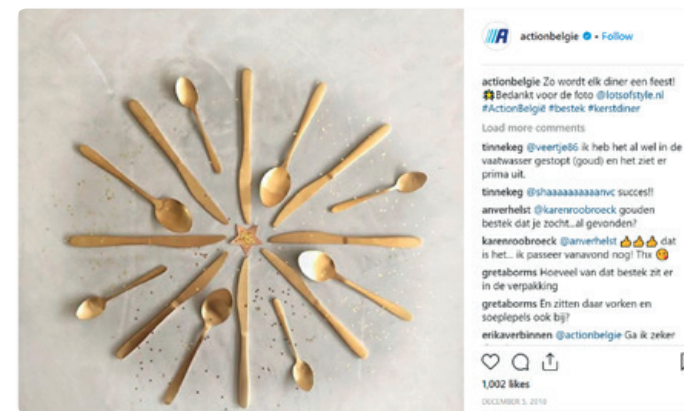 actionbelgie • Follow
actionbelgie Zo wordt elk diner een feest!
Bedankt voor de foto @lotsofstyle.nl
#ActionBelgië #bestek #kerstdiner
Load more comments
tinnekeg @veertje86 ik heb het al wel in de
vaatwasser gestopt (goud) en het ziet er
prima uit.
tinnekeg @shaaaaaaaaanvc succes!!
anverhelst @karenroobroeck gouden
bestek dat je zocht...al gevonden?
karenroobroeck @anverhelst 👍👍👍 dat
is het... ik passeer vanavond nog! Thx 😘
gretaborms Hoeveel van dat bestek zit er
in de verpakking
gretaborms En zitten daar vorken en
soeplepels ook bij?
erikaverbinnen @actionbelgie Ga ik zeker
1,002 likes
DECEMBER 5, 2018